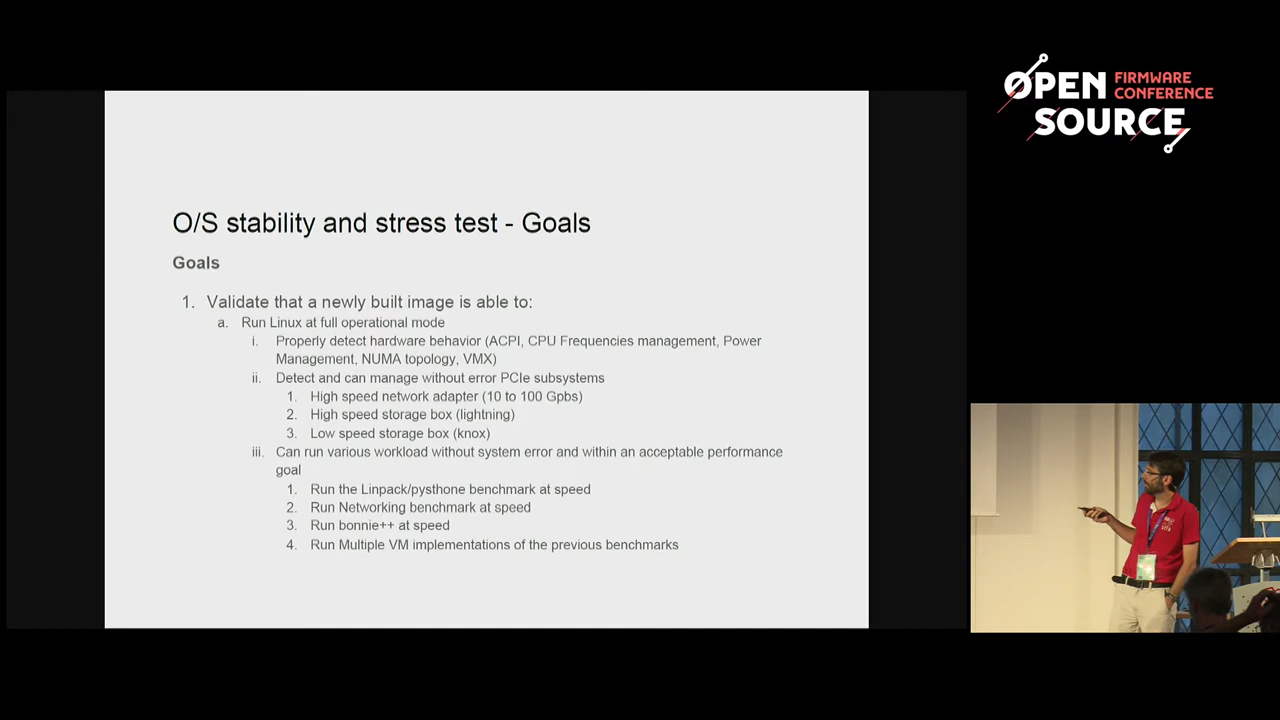 OPEN FIRMWARE CONFERENCE
SOURCE
O/S stability and stress test - Goals
Goals
1. Validate that a newly built image is able to:
a. Run Linux at full operational mode
i. Properly detect hardware behavior (ACPI, CPU Frequencies management, Power
Management, NUMA topology, VMX)
ii. Detect and can manage without error PCIe subsystems
1. High speed network adapter (10 to 100 Gpbs)
2. High speed storage box (lightning)
3. Low speed storage box (knox)
iii. Can run various workload without system error and within an acceptable performance
goal
1. Run the Linpack/pysthone benchmark at speed
2. Run Networking benchmark at speed
3. Run bonnie++ at speed
4. Run Multiple VM implementations of the previous benchmarks